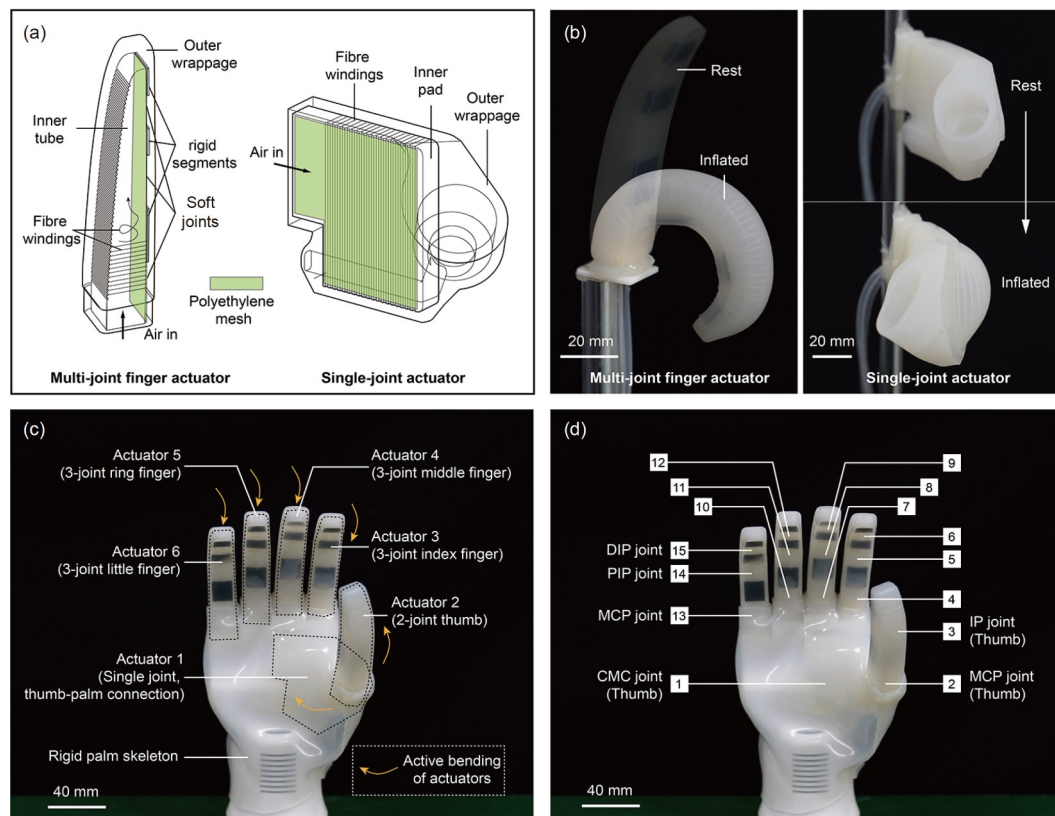 (a)
Outer
wrappage
Inner
tube
rigid
segments
Soft
joints
Fibre
windings
Air in
Polyethylene
mesh
Multi-joint finger actuator
Fibre
windings
Inner
pad
Outer
wrappage
Air in
Single-joint actuator
(b)
Rest
Inflated
20 mm
Multi-joint finger actuator
Rest
Inflated
20 mm
Single-joint actuator
(c)
Actuator 5
(3-joint ring finger)
Actuator 4
(3-joint middle finger)
Actuator 6
(3-joint little finger)
Actuator 3
(3-joint index finger)
Actuator 2
(2-joint thumb)
Actuator 1
(Single joint,
thumb-palm connection)
Rigid palm skeleton
Active bending
of actuators
40 mm
(d)
12
11
10
9
8
7
DIP joint 15
PIP joint 14
MCP joint 13
6
5
4
3
IP joint
(Thumb)
CMC joint
(Thumb)
1
2
MCP joint
(Thumb)
40 mm